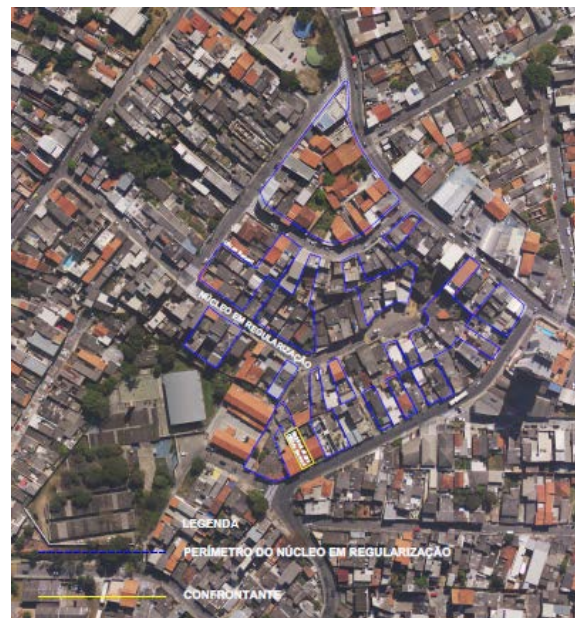 NÚCLEO EM REGULARIZAÇÃO
LEGENDA
PERÍMETRO DO NÚCLEO EM REGULARIZAÇÃO
CONFRONTANTE